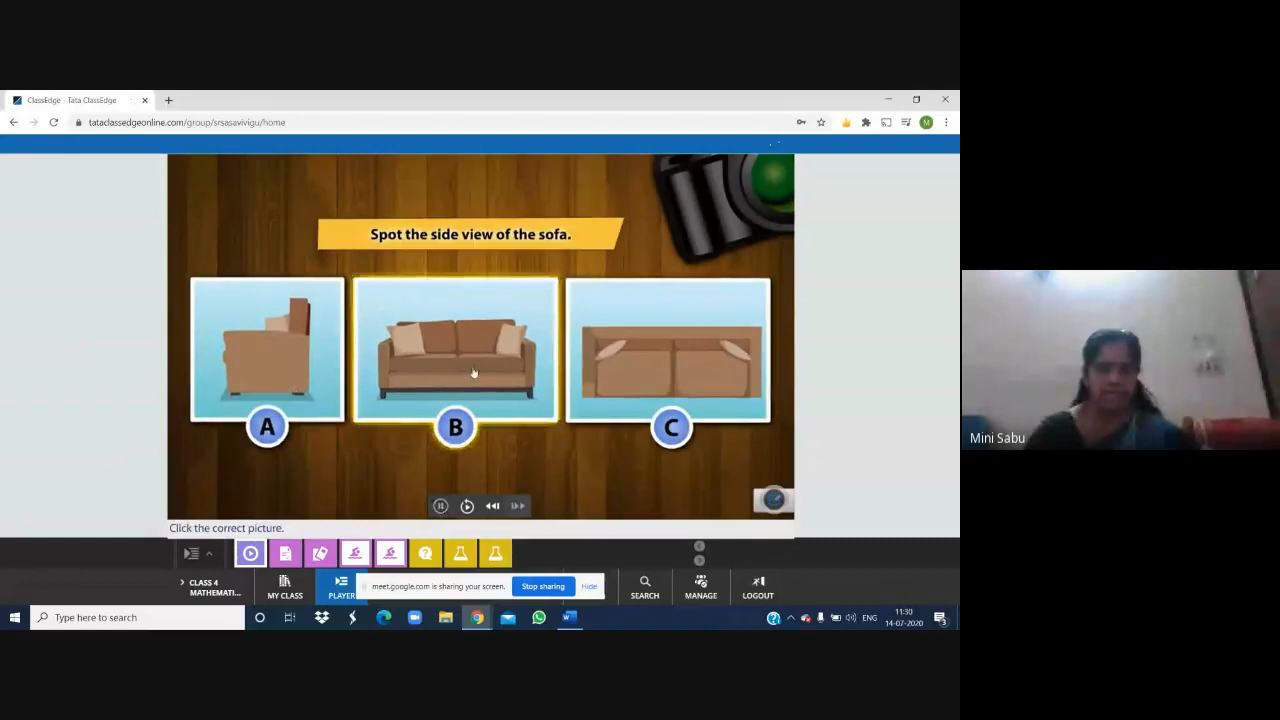 ClassEdge - Tata ClassEdge
tataclassedgeonline.com/group/srsasavivigu/home
M
Spot the side view of the sofa.
A
B
C
Click the correct picture.
CLASS 4
MATHEMATI...
MY CLASS
PLAYER
meet.google.com is sharing your screen.
Stop sharing
Hide
SEARCH
MANAGE
LOGOUT
Type here to search
ENG
11:30
14-07-2020
3
Mini Sabu